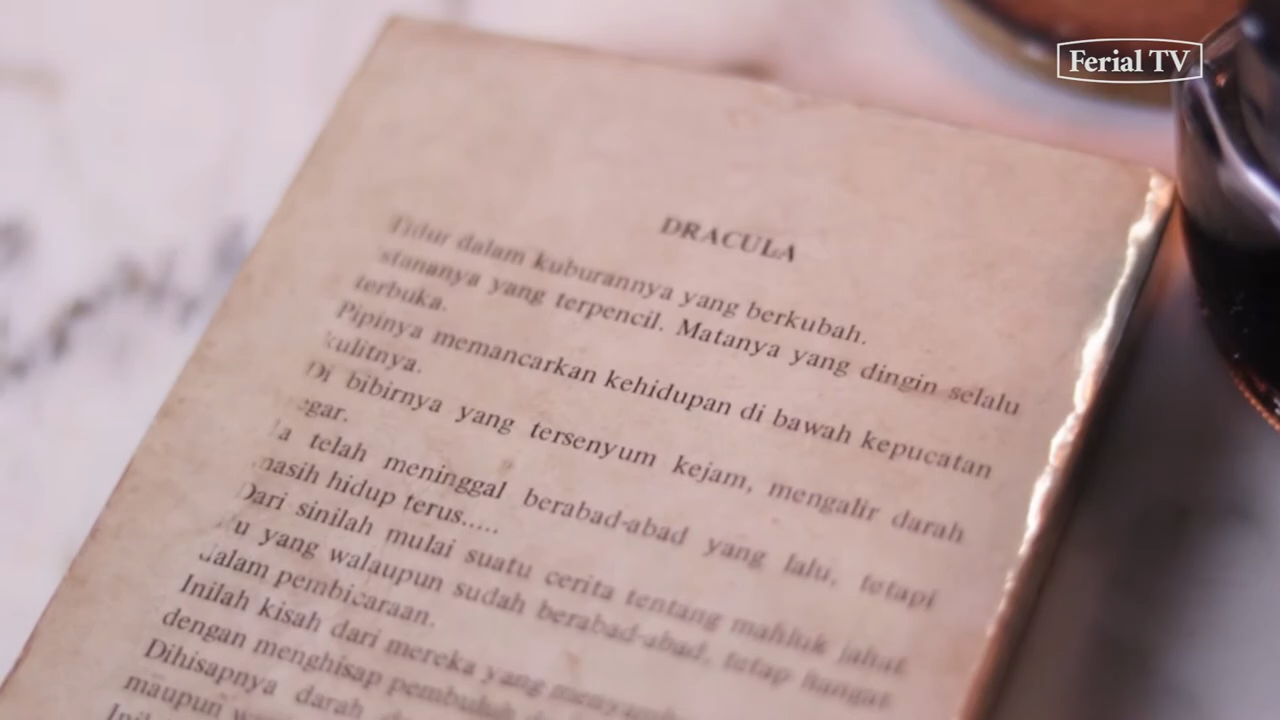 Ferial TV
DRACULA
Tidur dalam kuburannya yang berkubah.
stananya yang terpencil. Matanya yang dingin selalu
terbuka.
Pipinya memancarkan kehidupan di bawah kepucatan
kulitnya.
Di bibirnya yang tersenyum kejam, mengalir darah
egar.
a telah meninggal berabad-abad yang lalu, tetapi
masih hidup terus.....
Dari sinilah mulai suatu cerita tentang mahluk jahat
u yang walaupun sudah berabad-abad, tetap hangat
dalam pembicaraan.
Inilah kisah dari mereka yang
dengan menghisap pembuluh
Dihisapnya darah
maupun